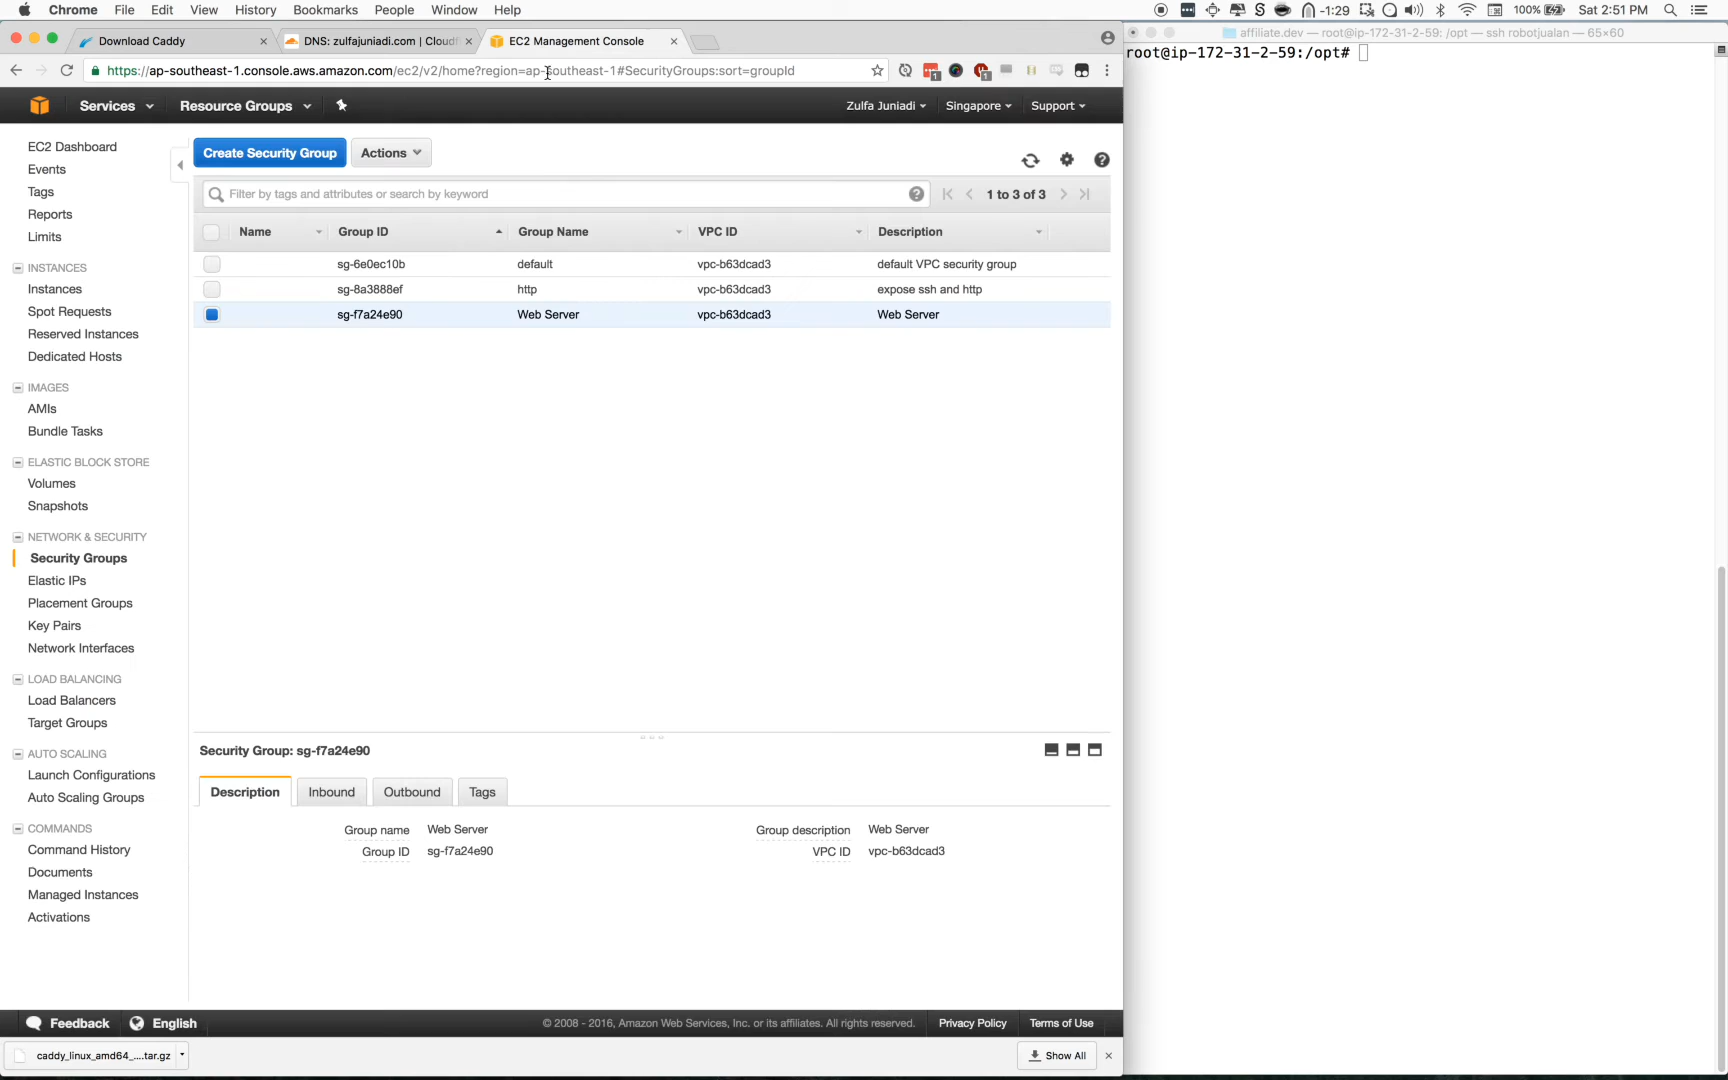 Chrome File Edit View History Bookmarks People Window Help
-1:29 100% Sat 2:51 PM
Download Caddy
DNS: zulfajuniadi.com | Cloudf
EC2 Management Console
affiliate.dev — root@ip-172-31-2-59: /opt — ssh robotjualan — 65×60
root@ip-172-31-2-59:/opt#
https://ap-southeast-1.console.aws.amazon.com/ec2/v2/home?region=ap-southeast-1#SecurityGroups:sort=groupId
1 1
Services Resource Groups Zulfa Juniadi Singapore Support
EC2 Dashboard
Events
Tags
Reports
Limits
INSTANCES
Instances
Spot Requests
Reserved Instances
Dedicated Hosts
IMAGES
AMIs
Bundle Tasks
ELASTIC BLOCK STORE
Volumes
Snapshots
NETWORK & SECURITY
Security Groups
Elastic IPs
Placement Groups
Key Pairs
Network Interfaces
LOAD BALANCING
Load Balancers
Target Groups
AUTO SCALING
Launch Configurations
Auto Scaling Groups
COMMANDS
Command History
Documents
Managed Instances
Activations
Create Security Group Actions
Filter by tags and attributes or search by keyword
1 to 3 of 3
Name Group ID Group Name VPC ID Description
sg-6e0ec10b default vpc-b63dcad3 default VPC security group
sg-8a3888ef http vpc-b63dcad3 expose ssh and http
sg-f7a24e90 Web Server vpc-b63dcad3 Web Server
Security Group: sg-f7a24e90
Description Inbound Outbound Tags
Group name Web Server Group description Web Server
Group ID sg-f7a24e90 VPC ID vpc-b63dcad3
Feedback English © 2008 - 2016, Amazon Web Services, Inc. or its affiliates. All rights reserved. Privacy Policy Terms of Use
caddy_linux_amd64_....tar.gz Show All